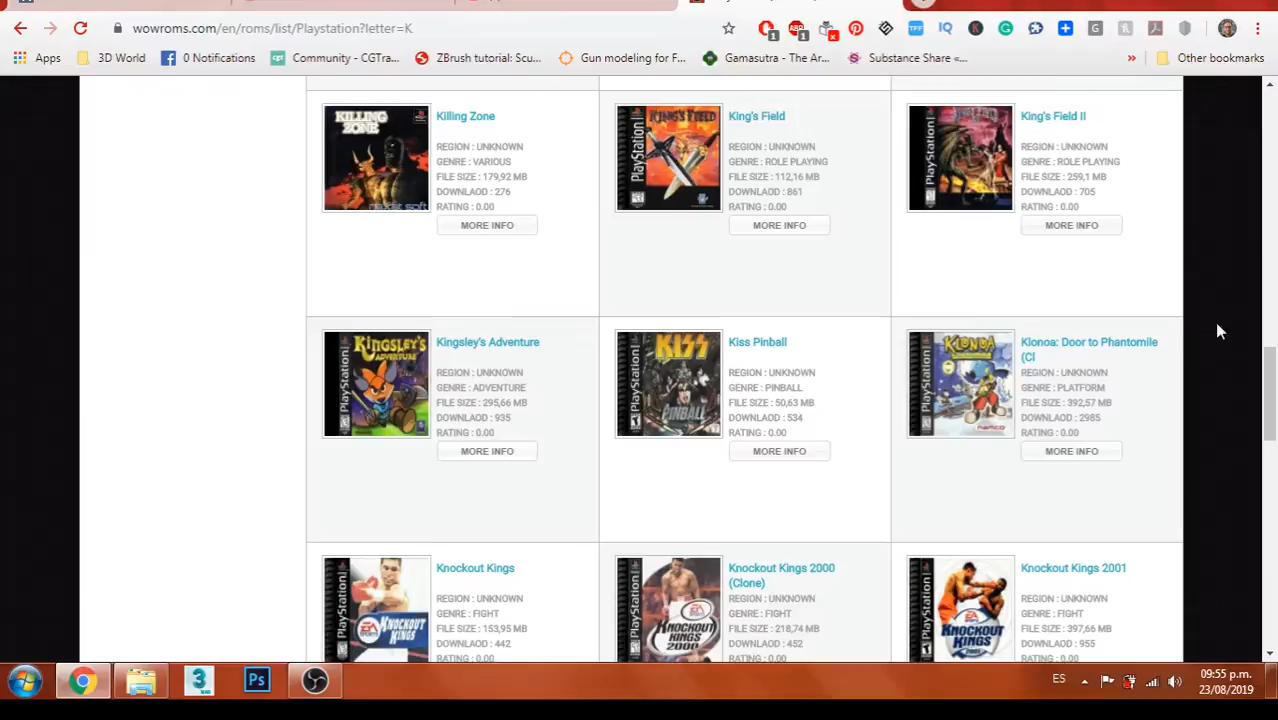 wowroms.com/en/roms/list/Playstation?letter=K
Apps 3D World 0 Notifications Community - CGTra... ZBrush tutorial: Scu... Gun modeling for F... Gamasutra - The Ar... Substance Share «... » Other bookmarks
Killing Zone
REGION : UNKNOWN
GENRE : VARIOUS
FILE SIZE : 179,92 MB
DOWNLAOD : 276
RATING : 0.00
MORE INFO
King's Field
REGION : UNKNOWN
GENRE : ROLE PLAYING
FILE SIZE : 112,16 MB
DOWNLAOD : 861
RATING : 0.00
MORE INFO
King's Field II
REGION : UNKNOWN
GENRE : ROLE PLAYING
FILE SIZE : 259,1 MB
DOWNLAOD : 705
RATING : 0.00
MORE INFO
Kingsley's Adventure
REGION : UNKNOWN
GENRE : ADVENTURE
FILE SIZE : 295,66 MB
DOWNLAOD : 935
RATING : 0.00
MORE INFO
Kiss Pinball
REGION : UNKNOWN
GENRE : PINBALL
FILE SIZE : 50,63 MB
DOWNLAOD : 534
RATING : 0.00
MORE INFO
Klonoa: Door to Phantomile
(Cl
REGION : UNKNOWN
GENRE : PLATFORM
FILE SIZE : 392,57 MB
DOWNLAOD : 2985
RATING : 0.00
MORE INFO
Knockout Kings
REGION : UNKNOWN
GENRE : FIGHT
FILE SIZE : 153,95 MB
DOWNLAOD : 442
RATING : 0.00
Knockout Kings 2000
(Clone)
REGION : UNKNOWN
GENRE : FIGHT
FILE SIZE : 218,74 MB
DOWNLAOD : 452
RATING : 0.00
Knockout Kings 2001
REGION : UNKNOWN
GENRE : FIGHT
FILE SIZE : 397,66 MB
DOWNLAOD : 955
RATING : 0.00
ES
09:55 p.m.
23/08/2019